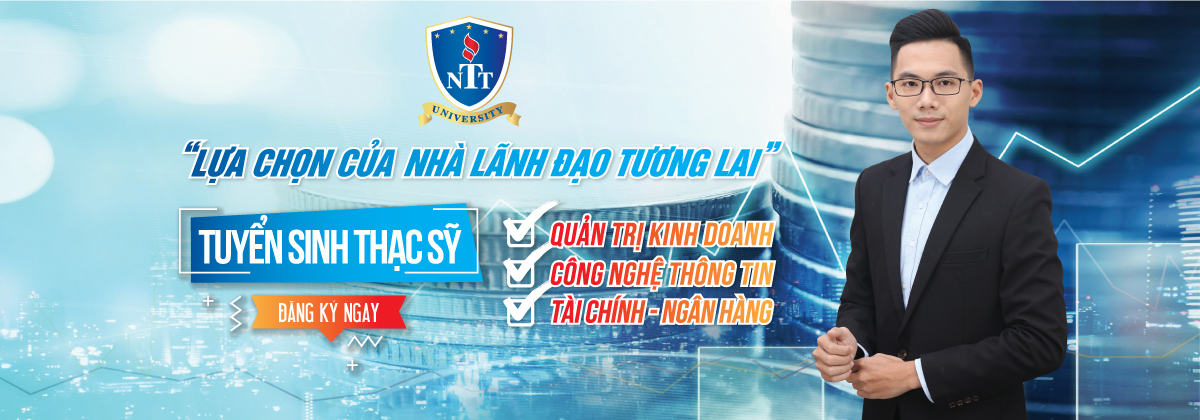 NTT
UNIVERSITY
“LỰA CHỌN CỦA NHÀ LÃNH ĐẠO TƯƠNG LAI”
TUYỂN SINH THẠC SỸ
ĐĂNG KÝ NGAY
QUẢN TRỊ KINH DOANH
CÔNG NGHỆ THÔNG TIN
TÀI CHÍNH - NGÂN HÀNG